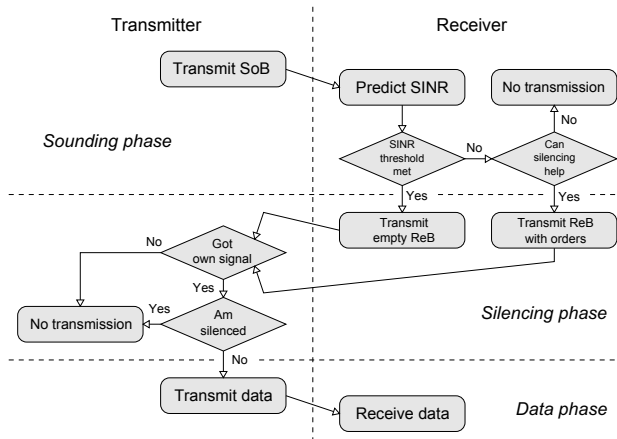 Transmitter
Receiver
Transmit SoB
Predict SINR
No transmission
No
Sounding phase
SINR
threshold
met
No
Can
silencing
help
Yes
Yes
Transmit
empty ReB
Transmit ReB
with orders
No
Got
own signal
Yes
No transmission
Yes
Am
silenced
Silencing phase
No
Transmit data
Receive data
Data phase